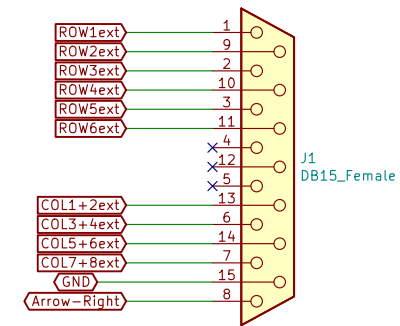 ROW1ext 1
ROW2ext 9
ROW3ext 2
ROW4ext 10
ROW5ext 3
ROW6ext 11
4
12
5
COL1+2ext 13
COL3+4ext 6
COL5+6ext 14
COL7+8ext 7
GND 15
Arrow-Right 8
J1
DB15_Female